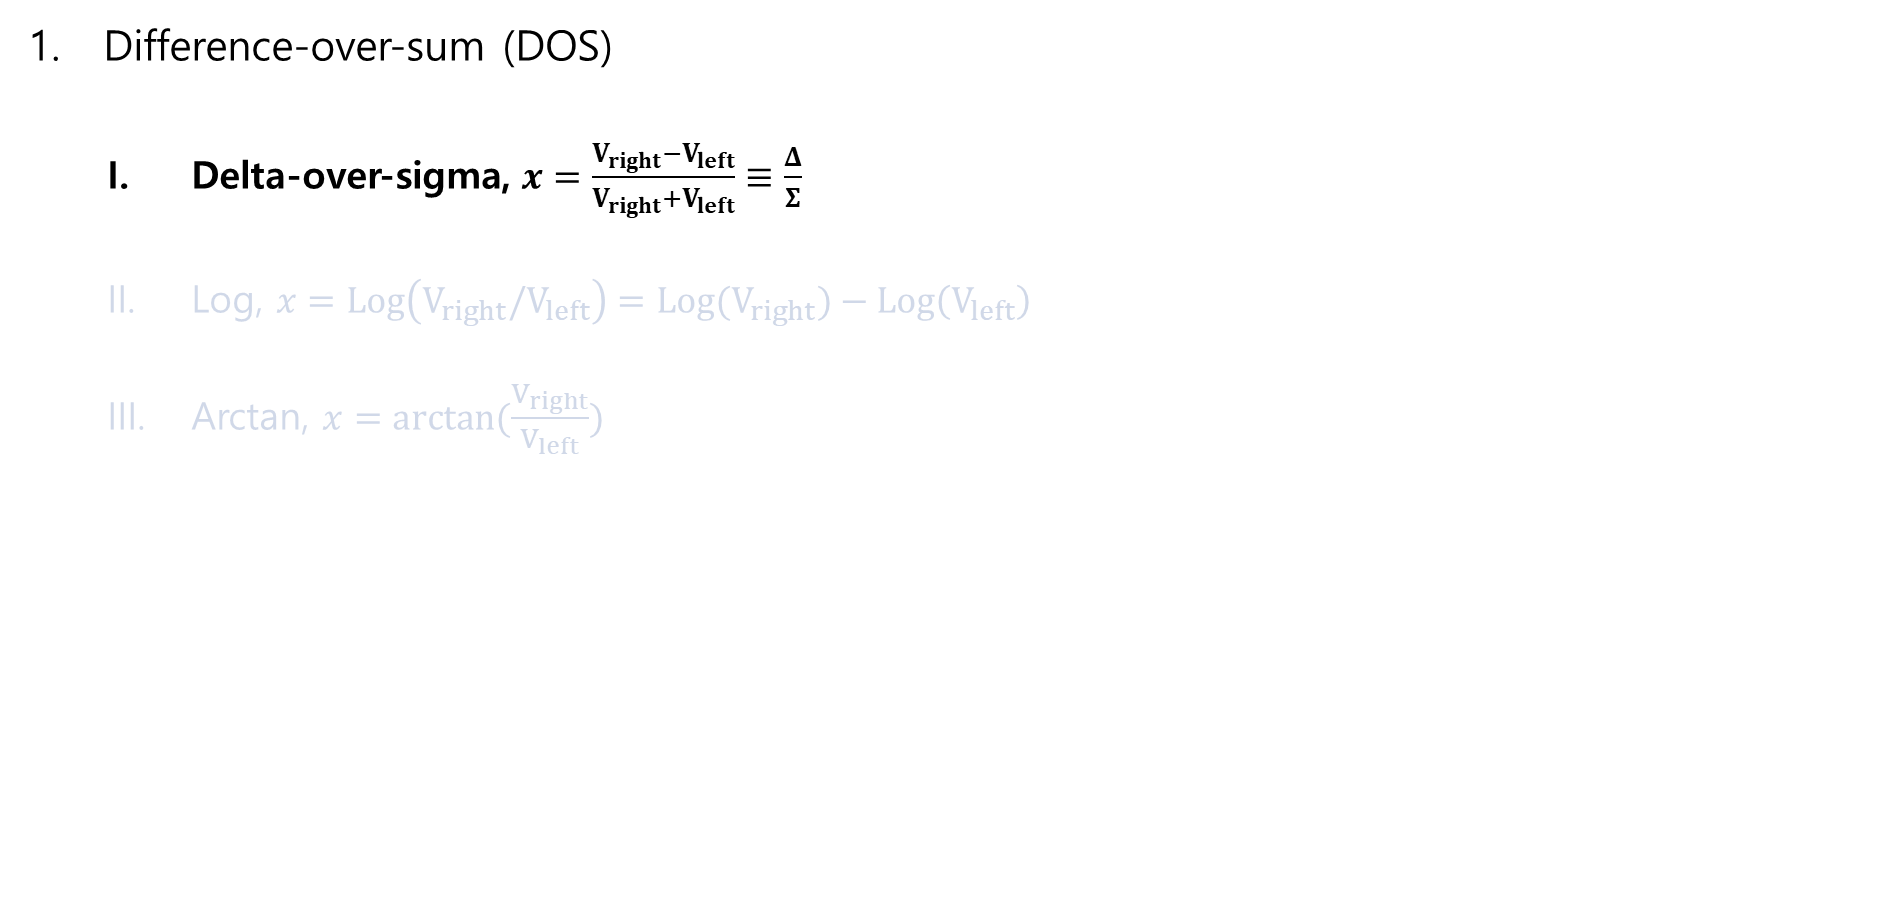 1. Difference-over-sum (DOS)
I. Delta-over-sigma, x = (V_right−V_left)/(V_right+V_left) ≡ Δ/Σ
II. Log, x = Log(V_right/V_left) = Log(V_right) − Log(V_left)
III. Arctan, x = arctan(V_right/V_left)